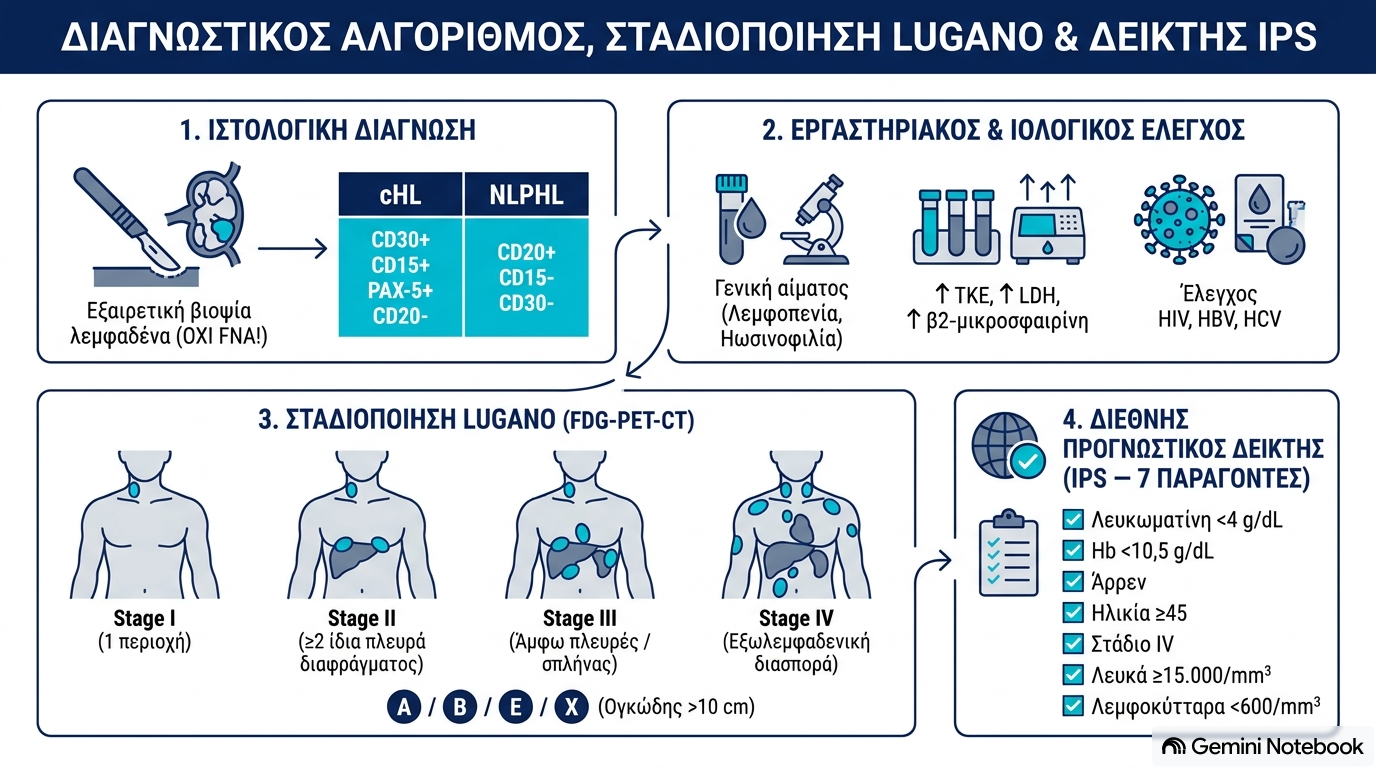 ΔΙΑΓΝΩΣΤΙΚΟΣ ΑΛΓΟΡΙΘΜΟΣ, ΣΤΑΔΙΟΠΟΙΗΣΗ LUGANO & ΔΕΙΚΤΗΣ IPS
1. ΙΣΤΟΛΟΓΙΚΗ ΔΙΑΓΝΩΣΗ
Εξαιρετική βιοψία
λεμφαδένα (ΟΧΙ FNA!)
cHL
CD30+
CD15+
PAX-5+
CD20-
NLPHL
CD20+
CD15-
CD30-
2. ΕΡΓΑΣΤΗΡΙΑΚΟΣ & ΙΟΛΟΓΙΚΟΣ ΕΛΕΓΧΟΣ
Γενική αίματος
(Λεμφοπενία,
Ηωσινοφιλία)
↑ ΤΚΕ, ↑ LDH,
↑ β2-μικροσφαιρίνη
Έλεγχος
HIV, HBV, HCV
3. ΣΤΑΔΙΟΠΟΙΗΣΗ LUGANO (FDG-PET-CT)
Stage I
(1 περιοχή)
Stage II
(≥2 ίδια πλευρά
διαφράγματος)
Stage III
(Άμφω πλευρές /
σπλήνας)
Stage IV
(Εξωλεμφαδενική
διασπορά)
A / B / E / X (Ογκώδης >10 cm)
4. ΔΙΕΘΝΗΣ
ΠΡΟΓΝΩΣΤΙΚΟΣ ΔΕΙΚΤΗΣ
(IPS — 7 ΠΑΡΑΓΟΝΤΕΣ)
Λευκωματίνη <4 g/dL
Hb <10,5 g/dL
Άρρεν
Ηλικία ≥45
Στάδιο IV
Λευκά ≥15.000/mm³
Λεμφοκύτταρα <600/mm³
Gemini Notebook